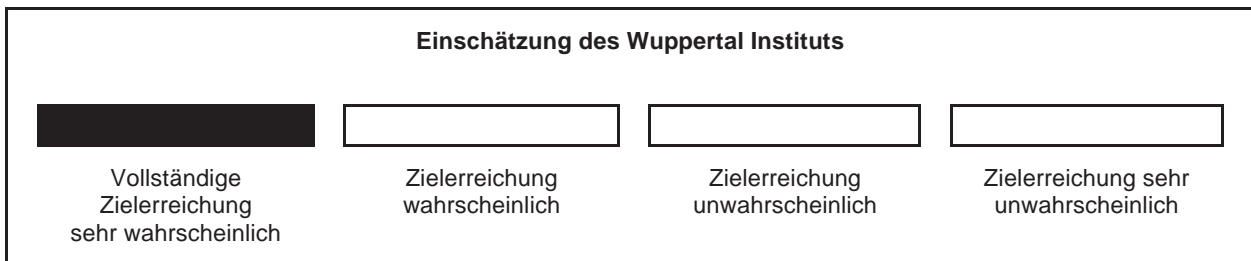 Einschätzung des Wuppertal Instituts
Vollständige
Zielerreichung
sehr wahrscheinlich
Zielerreichung
wahrscheinlich
Zielerreichung
unwahrscheinlich
Zielerreichung sehr
unwahrscheinlich